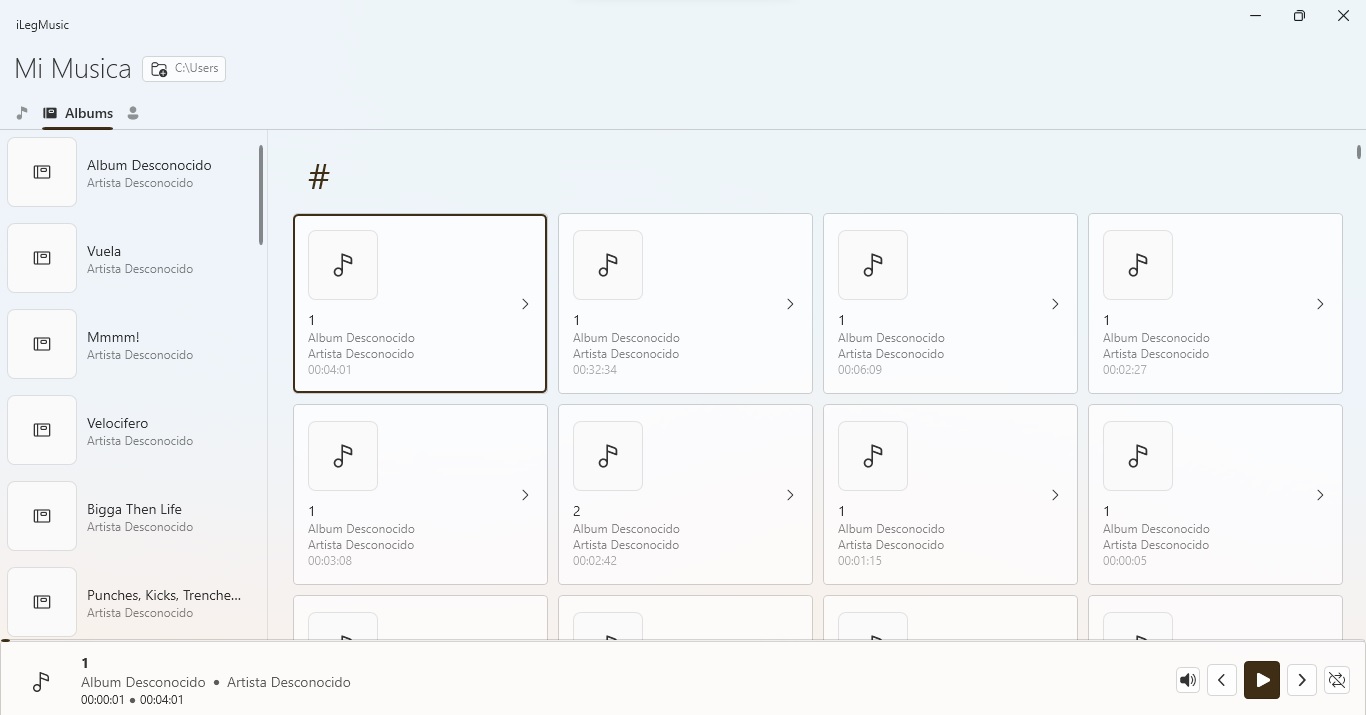 iLegMusic
Mi Musica
C:\Users
Albums
Album Desconocido
Artista Desconocido
Vuela
Artista Desconocido
Mmmm!
Artista Desconocido
Velocifero
Artista Desconocido
Bigga Then Life
Artista Desconocido
Punches, Kicks, Trenche...
Artista Desconocido
#
1
Album Desconocido
Artista Desconocido
00:04:01
1
Album Desconocido
Artista Desconocido
00:32:34
1
Album Desconocido
Artista Desconocido
00:06:09
1
Album Desconocido
Artista Desconocido
00:02:27
1
Album Desconocido
Artista Desconocido
00:03:08
2
Album Desconocido
Artista Desconocido
00:02:42
1
Album Desconocido
Artista Desconocido
00:01:15
1
Album Desconocido
Artista Desconocido
00:00:05
1
Album Desconocido • Artista Desconocido
00:00:01 • 00:04:01